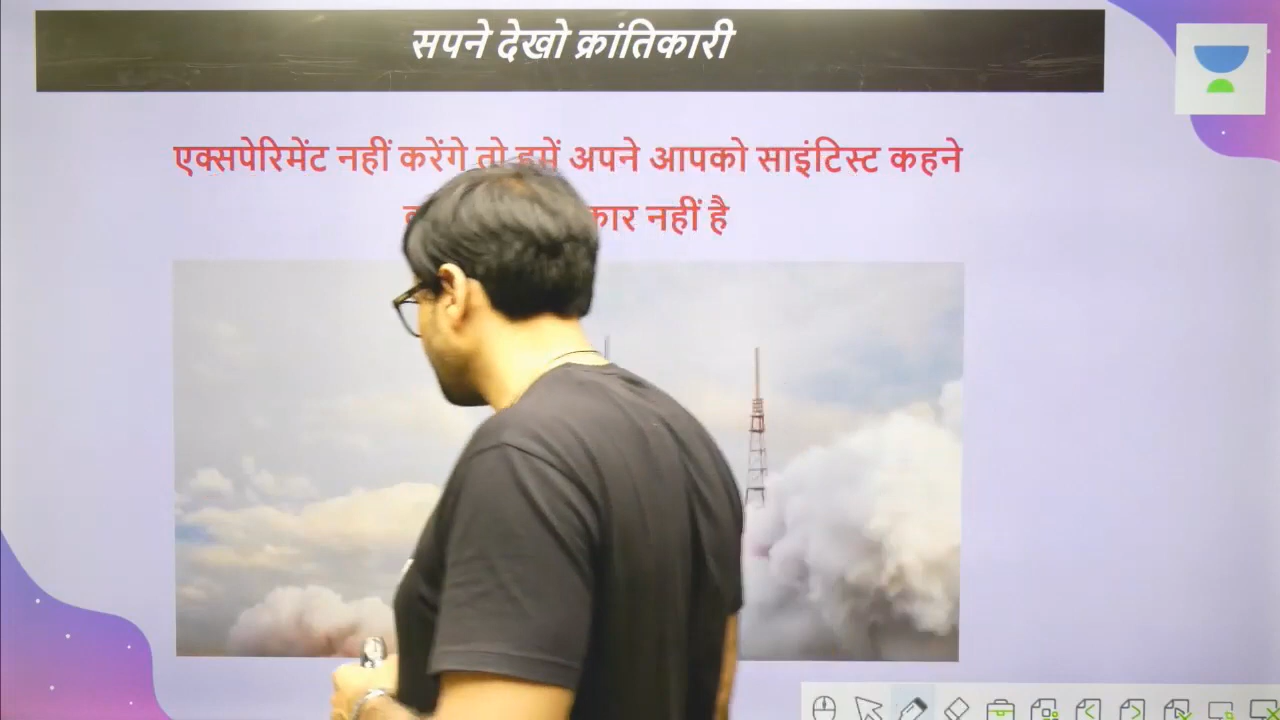 सपने देखो क्रांतिकारी
एक्सपेरिमेंट नहीं करेंगे तो हमें अपने आपको साइंटिस्ट कहने
नहीं है